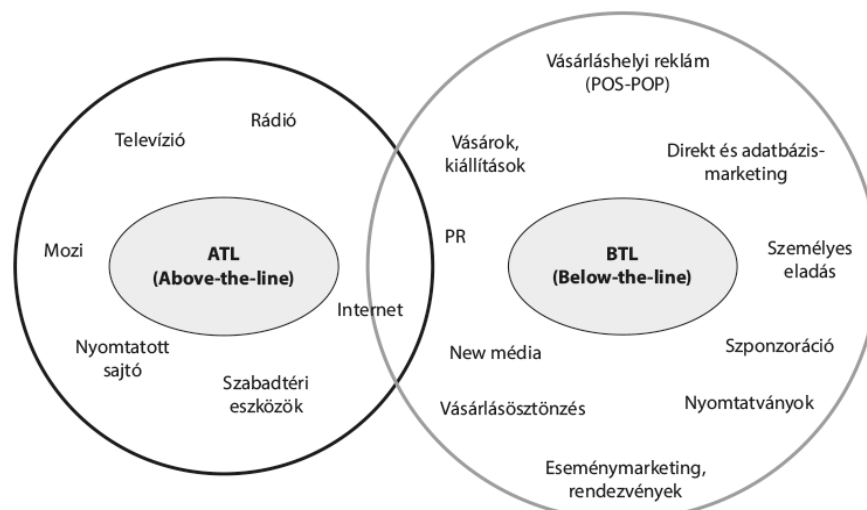 Vásárláshelyi reklám
(POS-POP)
Rádió
Televízió
Vásárok,
kiállítások
Direkt és adatbázis-
marketing
Mozi
ATL
(Above-the-line)
PR
BTL
(Below-the-line)
Személyes
eladás
Internet
Nyomtatott
sajtó
New média
Szponzoráció
Szabadtéri
eszközök
Vásárlásösztönzés
Nyomtatványok
Eseménymarketing,
rendezvények